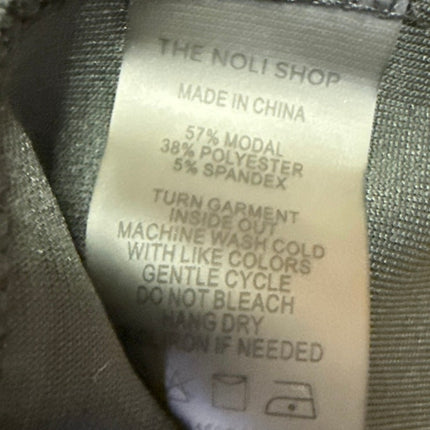 THE NOLI SHOP
MADE IN CHINA
57% MODAL
38% POLYESTER
5% SPANDEX
TURN GARMENT
INSIDE OUT
MACHINE WASH COLD
WITH LIKE COLORS
GENTLE CYCLE
DO NOT BLEACH
HANG DRY
IRON IF NEEDED